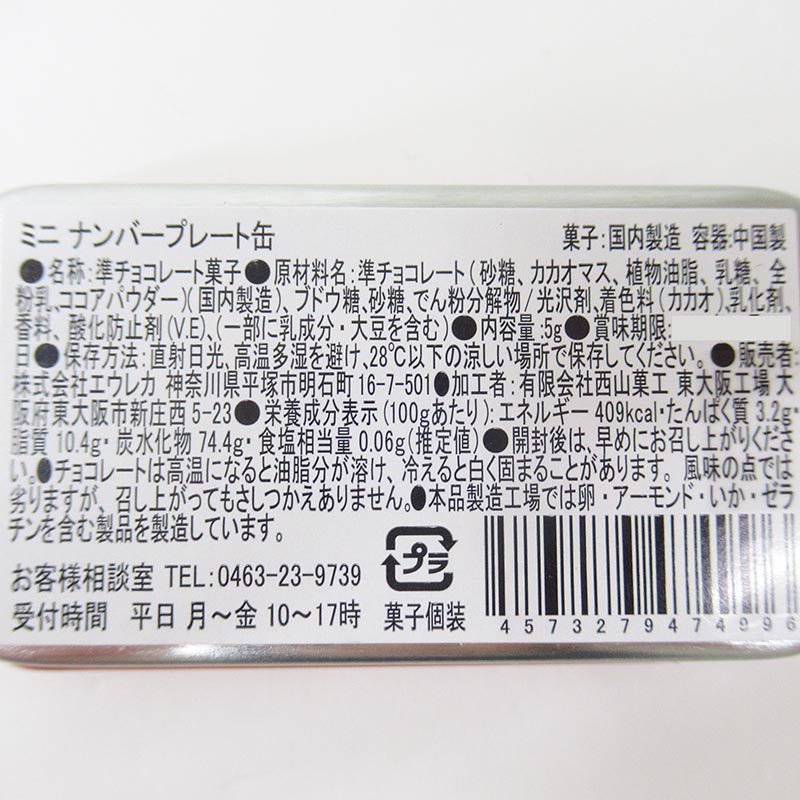 ミニ ナンバープレート缶 菓子:国内製造 容器:中国製
●名称:準チョコレート菓子●原材料名:準チョコレート(砂糖、カカオマス、植物油脂、乳糖、全
粉乳、ココアパウダー)(国内製造)、ブドウ糖、砂糖、でん粉分解物/光沢剤、着色料(カカオ)、乳化剤、
香料、酸化防止剤(V.E)、(一部に乳成分・大豆を含む)●内容量:5g●賞味期限:
日●保存方法:直射日光、高温多湿を避け、28℃以下の涼しい場所で保存してください。●販売者:
株式会社エウレカ 神奈川県平塚市明石町16-7-501●加工者:有限会社西山菓工 東大阪工場 大
阪府東大阪市新庄西5-23●栄養成分表示(100gあたり):エネルギー 409kcal・たんぱく質 3.2g・
脂質 10.4g・炭水化物 74.4g・食塩相当量 0.06g(推定値)●開封後は、早めにお召し上がりくださ
い。●チョコレートは高温になると油脂分が溶け、冷えると白く固まることがあります。風味の点では
劣りますが、召し上がってもさしつかえありません。●本品製造工場では卵・アーモンド・いか・ゼラ
チンを含む製品を製造しています。
お客様相談室 TEL:0463-23-9739
受付時間 平日 月～金 10～17時
プラ
菓子個装
4573279474996